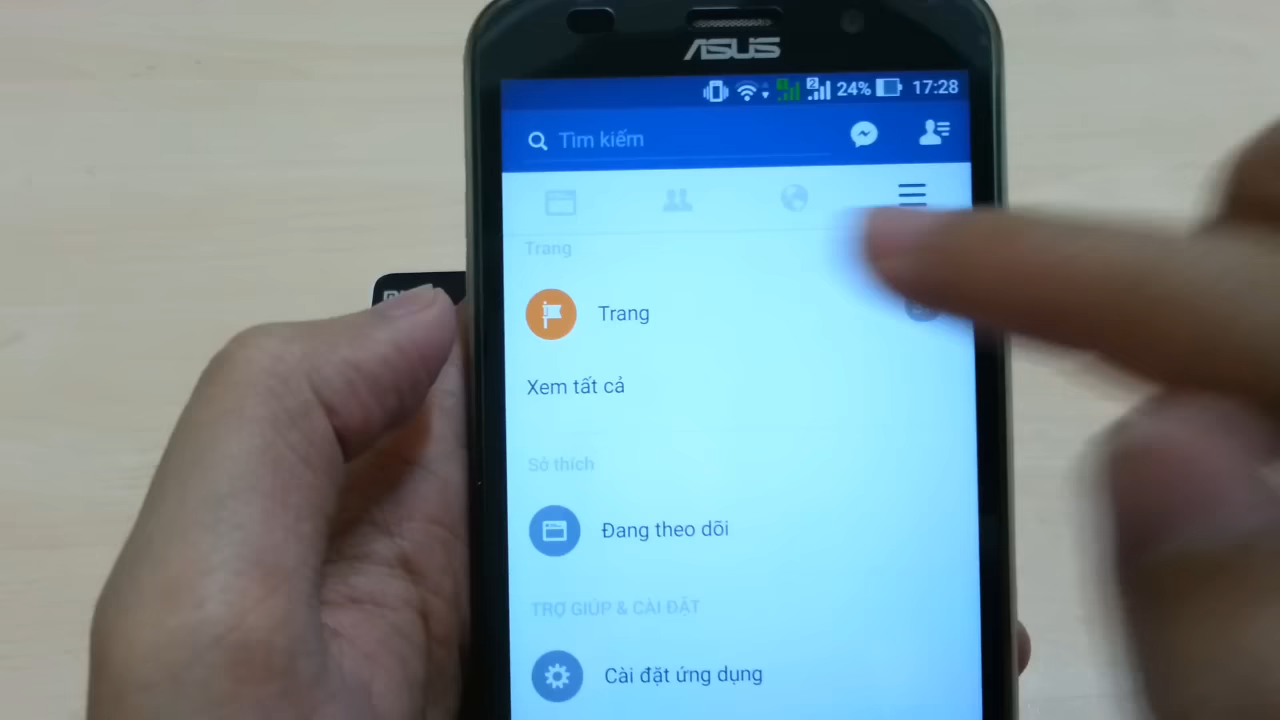 ASUS
2 24% 17:28
Tìm kiếm
Trang
Trang
Xem tất cả
Sở thích
Đang theo dõi
TRỢ GIÚP & CÀI ĐẶT
Cài đặt ứng dụng